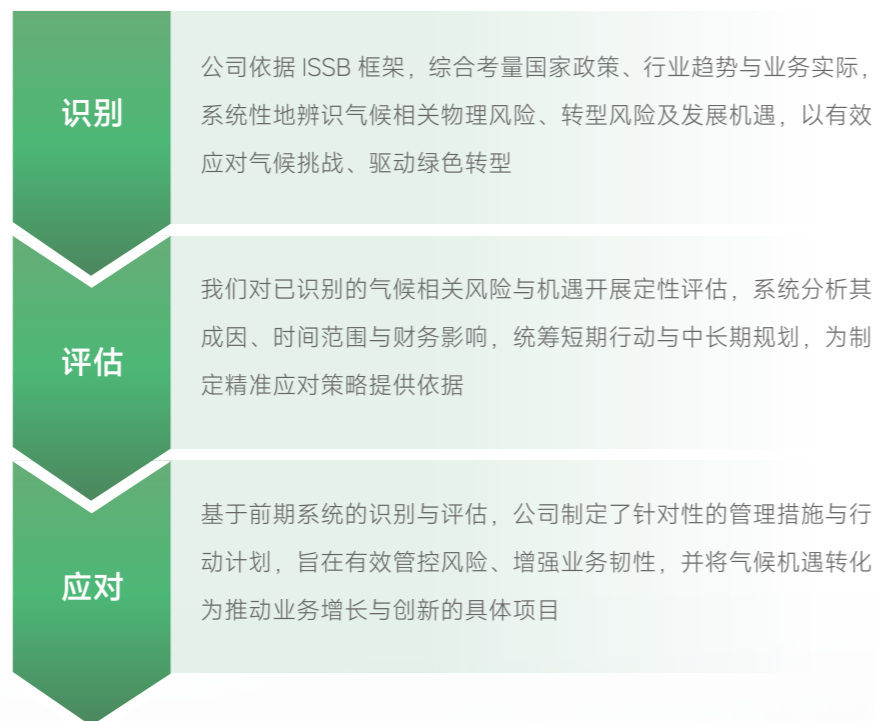 识别
公司依据 ISSB 框架，综合考量国家政策、行业趋势与业务实际，
系统性地辨识气候相关物理风险、转型风险及发展机遇，以有效
应对气候挑战、驱动绿色转型
评估
我们对已识别的气候相关风险与机遇开展定性评估，系统分析其
成因、时间范围与财务影响，统筹短期行动与中长期规划，为制
定精准应对策略提供依据
应对
基于前期系统的识别与评估，公司制定了针对性的管理措施与行
动计划，旨在有效管控风险、增强业务韧性，并将气候机遇转化
为推动业务增长与创新的具体项目